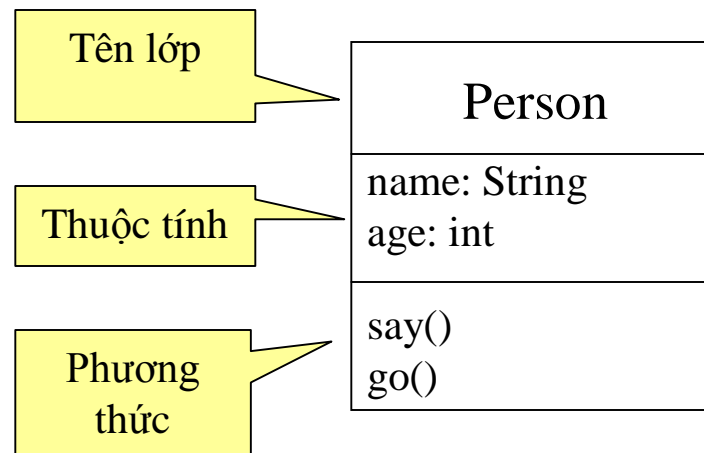 Tên lớp
Person
Thuộc tính
name: String
age: int
Phương
thức
say()
go()